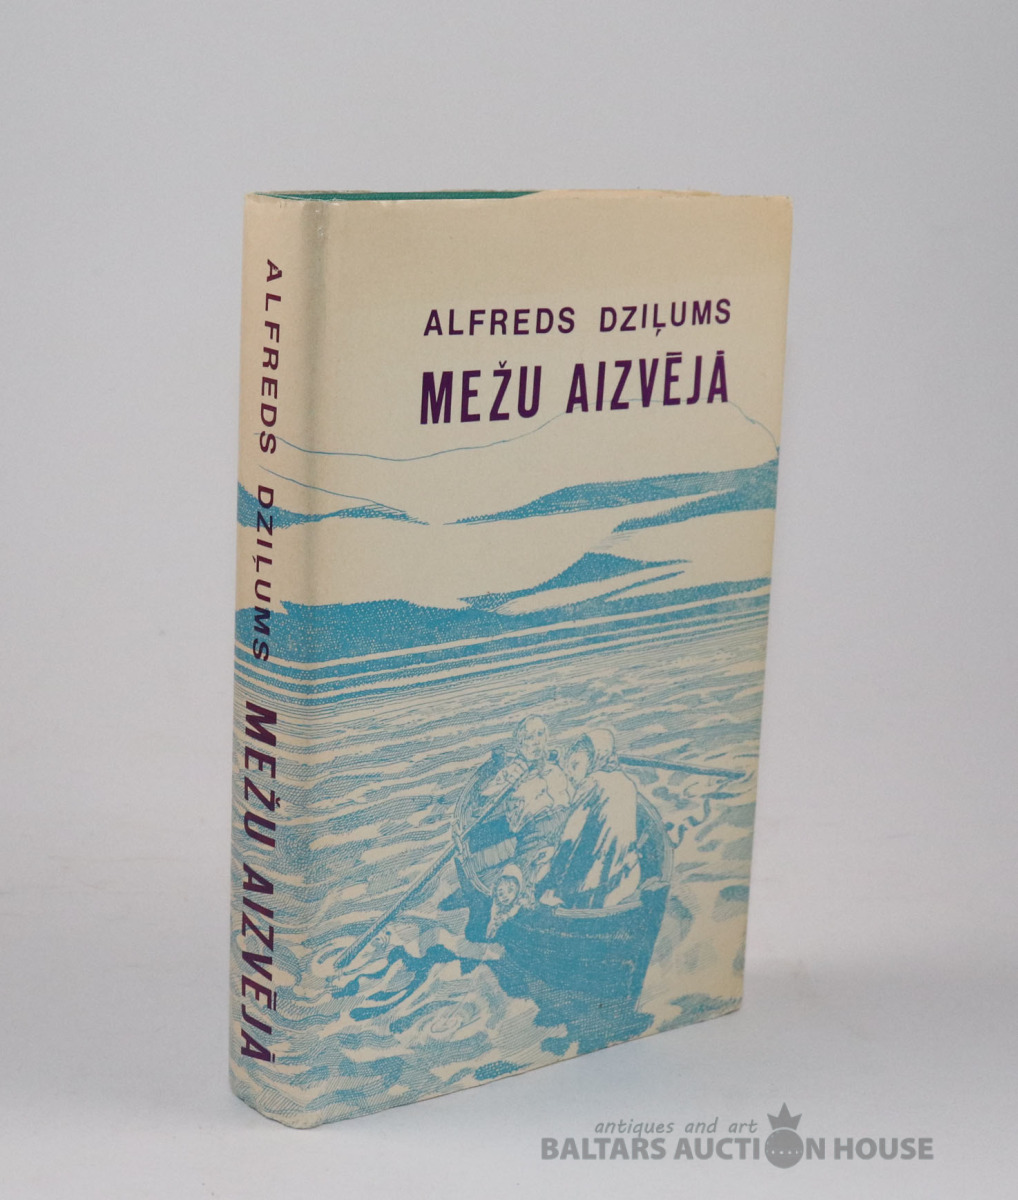 ALFREDS DZIĻUMS
MEŽU AIZVĒJĀ
ALFREDS DZIĻUMS MEŽU AIZVĒJĀ
antiques and art
BALTARS AUCTION HOUSE